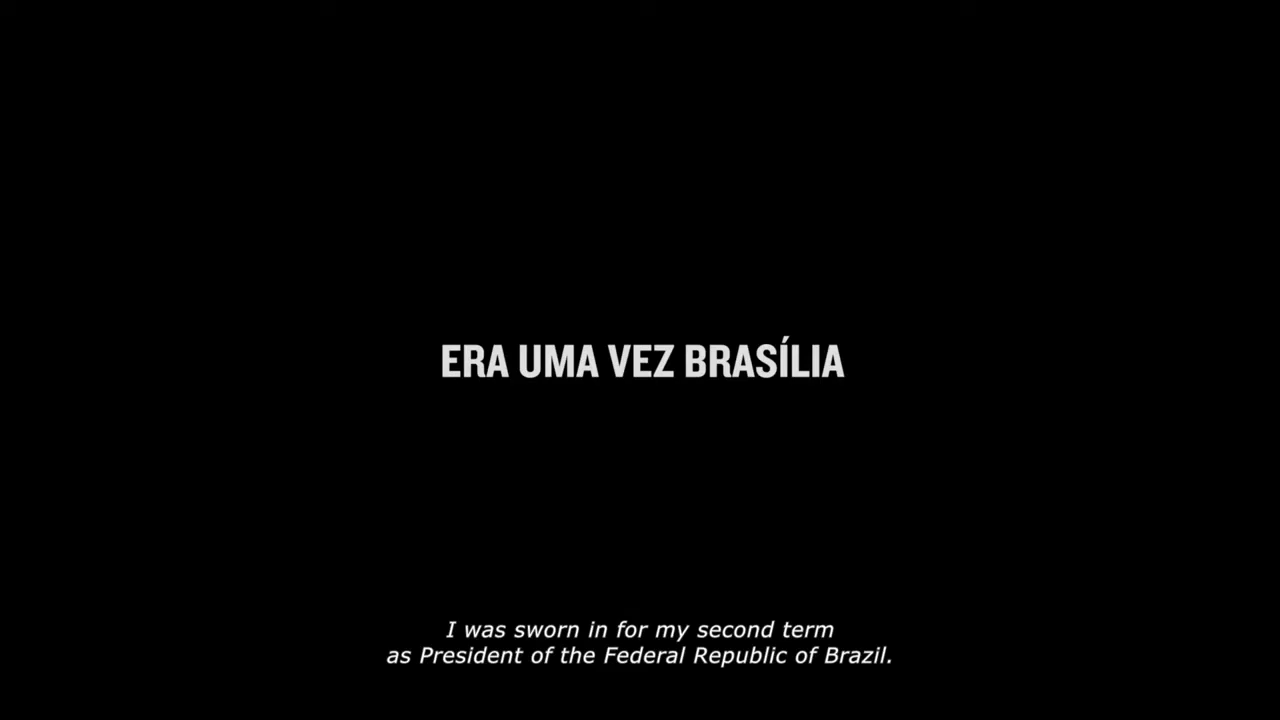 ERA UMA VEZ BRASÍLIA
I was sworn in for my second term
as President of the Federal Republic of Brazil.